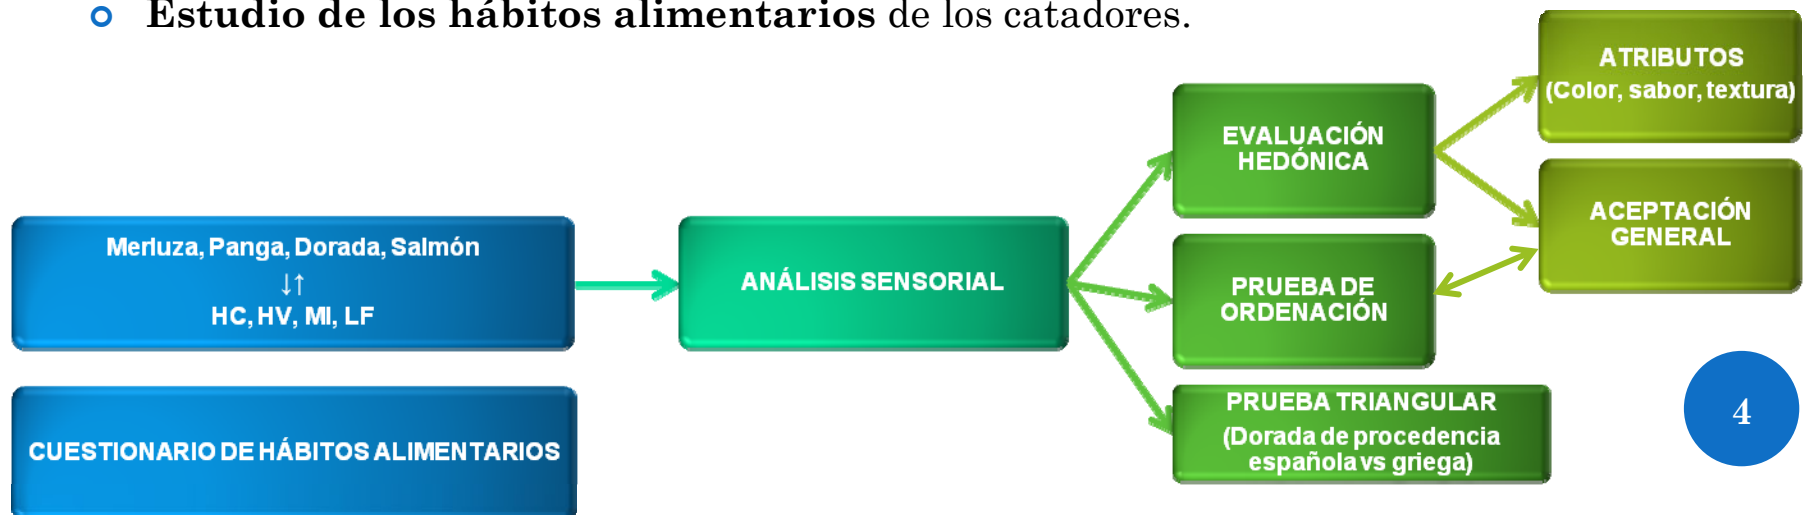 Estudio de los hábitos alimentarios de los catadores.
Merluza, Panga, Dorada, Salmón
↓↑
HC, HV, MI, LF
CUESTIONARIO DE HÁBITOS ALIMENTARIOS
ANÁLISIS SENSORIAL
EVALUACIÓN
HEDÓNICA
PRUEBA DE
ORDENACIÓN
PRUEBA TRIANGULAR
(Dorada de procedencia
española vs griega)
ATRIBUTOS
(Color, sabor, textura)
ACEPTACIÓN
GENERAL
4